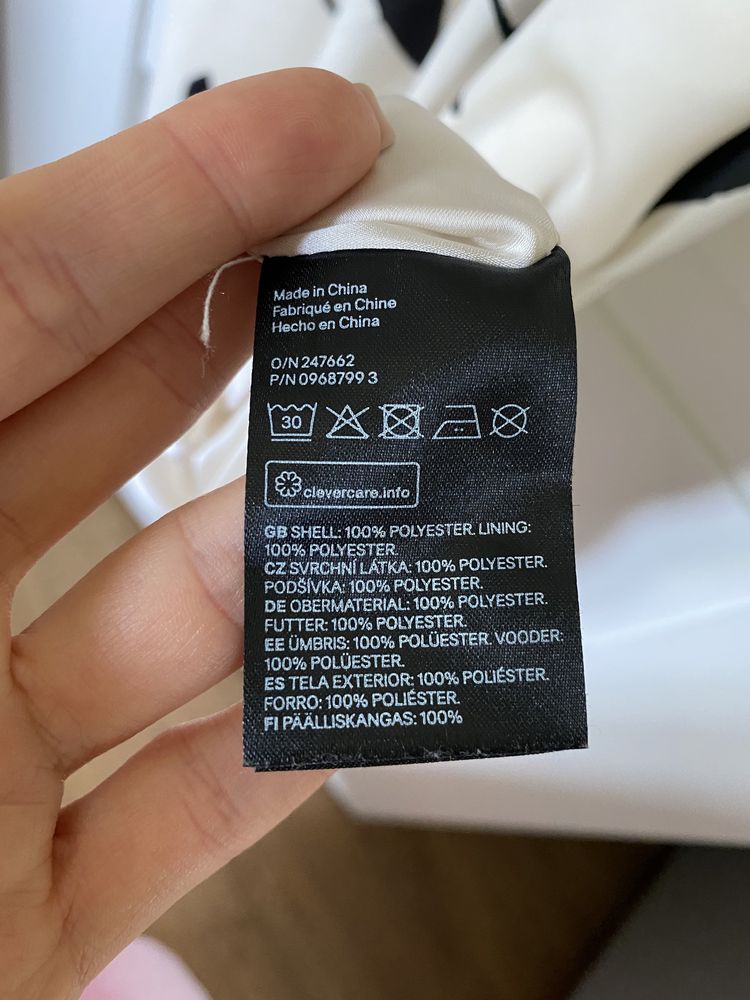 Made in China
Fabriqué en Chine
Hecho en China
O/N 247662
P/N 0968799 3
30
clevercare.info
GB SHELL: 100% POLYESTER. LINING:
100% POLYESTER.
CZ SVRCHNÍ LÁTKA: 100% POLYESTER.
PODŠÍVKA: 100% POLYESTER.
DE OBERMATERIAL: 100% POLYESTER.
FUTTER: 100% POLYESTER.
EE ÜMBRIS: 100% POLÜESTER. VOODER:
100% POLÜESTER.
ES TELA EXTERIOR: 100% POLIÉSTER.
FORRO: 100% POLIÉSTER.
FI PÄÄLLISKANGAS: 100%